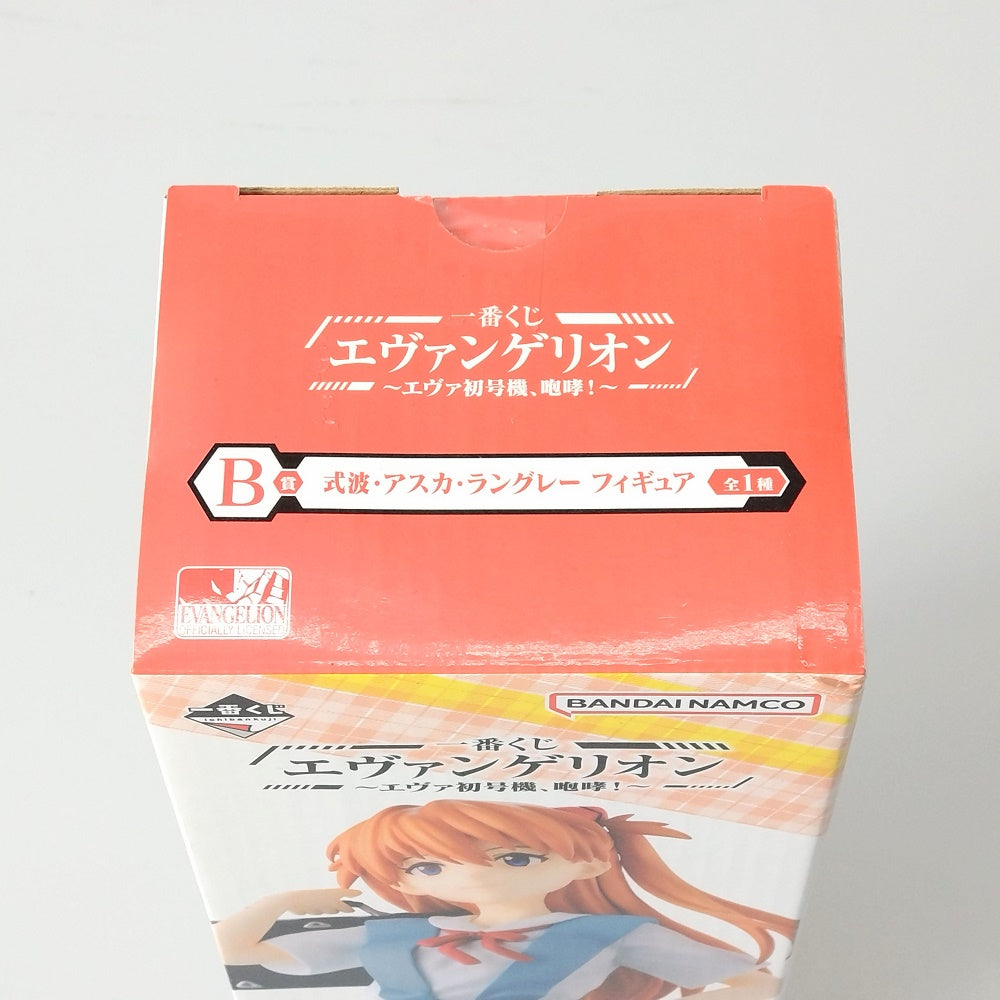 一番くじ
エヴァンゲリオン
～エヴァ初号機、咆哮！～
B賞 式波・アスカ・ラングレー フィギュア 全1種
EVANGELION
OFFICIALLY LICENSED
一番くじ
ichibankuji
BANDAI NAMCO
一番くじ
エヴァンゲリオン
～エヴァ初号機、咆哮！～